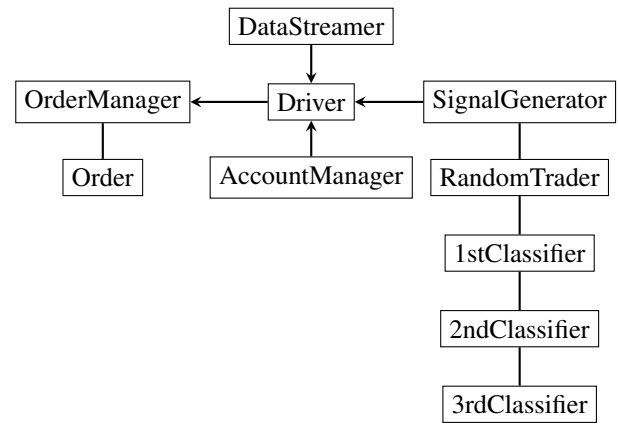 DataStreamer
OrderManager
Driver
SignalGenerator
Order
AccountManager
RandomTrader
1stClassifier
2ndClassifier
3rdClassifier